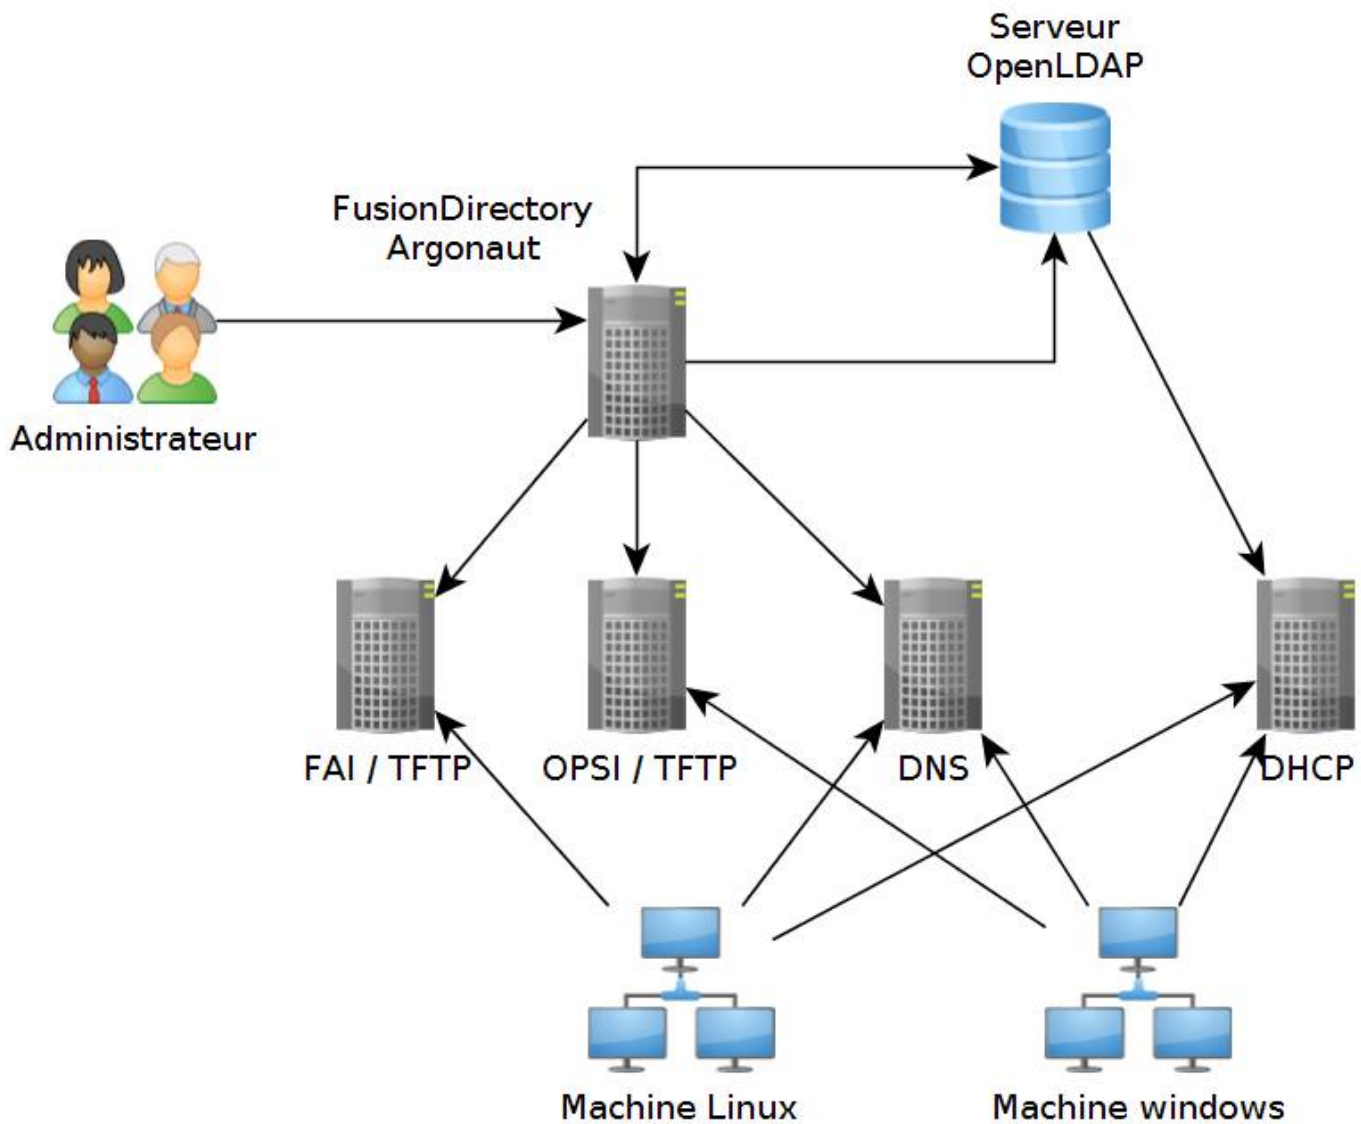 Serveur
OpenLDAP
FusionDirectory
Argonaut
Administrateur
FAI / TFTP
OPSI / TFTP
DNS
DHCP
Machine Linux
Machine windows